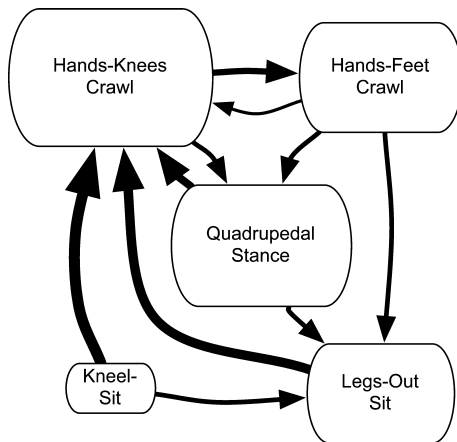 Hands-Knees
Crawl
Hands-Feet
Crawl
Quadrupedal
Stance
Kneel-
Sit
Legs-Out
Sit